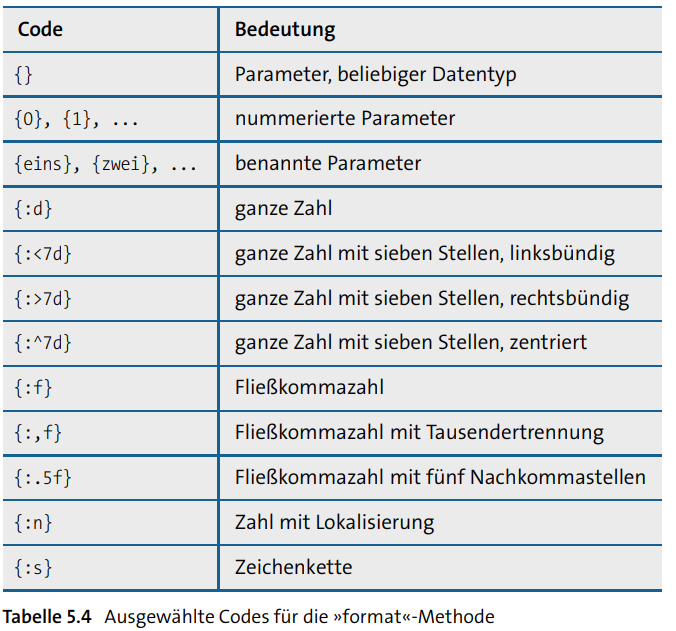 Code Bedeutung
{} Parameter, beliebiger Datentyp
{0}, {1}, ... nummerierte Parameter
{eins}, {zwei}, ... benannte Parameter
{:d} ganze Zahl
{:<7d} ganze Zahl mit sieben Stellen, linksbündig
{:>7d} ganze Zahl mit sieben Stellen, rechtsbündig
{:^7d} ganze Zahl mit sieben Stellen, zentriert
{:f} Fließkommazahl
{:,f} Fließkommazahl mit Tausendertrennung
{:.5f} Fließkommazahl mit fünf Nachkommastellen
{:n} Zahl mit Lokalisierung
{:s} Zeichenkette
Tabelle 5.4 Ausgewählte Codes für die »format«-Methode